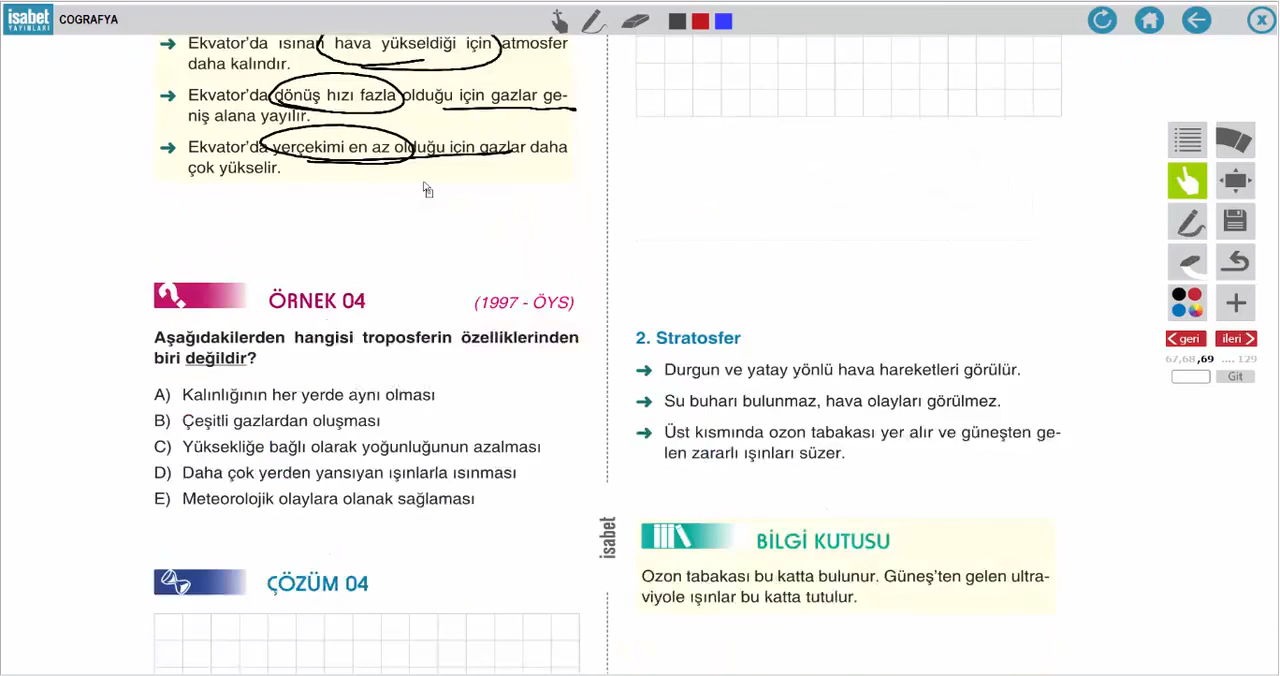 isabet
YAYINLARI
COGRAFYA
Ekvator'da ısınan hava yükseldiği için atmosfer
daha kalındır.
Ekvator'da dönüş hızı fazla olduğu için gazlar ge-
niş alana yayılır.
Ekvator'da yerçekimi en az olduğu için gazlar daha
çok yükselir.
ÖRNEK 04
(1997 - ÖYS)
Aşağıdakilerden hangisi troposferin özelliklerinden
biri değildir?
A) Kalınlığının her yerde aynı olması
B) Çeşitli gazlardan oluşması
C) Yüksekliğe bağlı olarak yoğunluğunun azalması
D) Daha çok yerden yansıyan ışınlarla ısınması
E) Meteorolojik olaylara olanak sağlaması
ÇÖZÜM 04
isabet
2. Stratosfer
Durgun ve yatay yönlü hava hareketleri görülür.
Su buharı bulunmaz, hava olayları görülmez.
Üst kısmında ozon tabakası yer alır ve güneşten ge-
len zararlı ışınları süzer.
BİLGİ KUTUSU
Ozon tabakası bu katta bulunur. Güneş'ten gelen ultra-
viyole ışınlar bu katta tutulur.
geri ileri
67,68,69 .... 129
Git